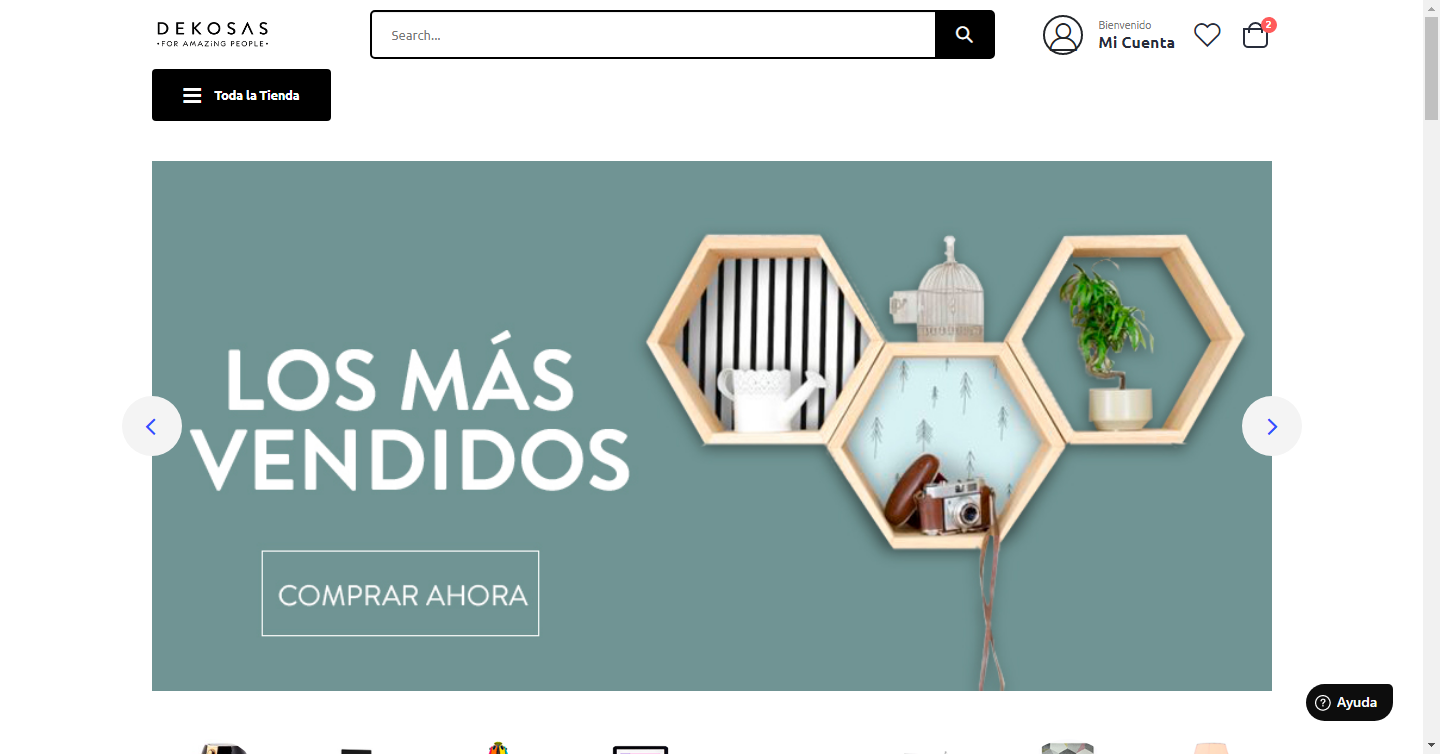 DEKOSAS
•FOR AMAZiNG PEOPLE•
Search...
Bienvenido
Mi Cuenta
2
Toda la Tienda
LOS MÁS
VENDIDOS
COMPRAR AHORA
Ayuda